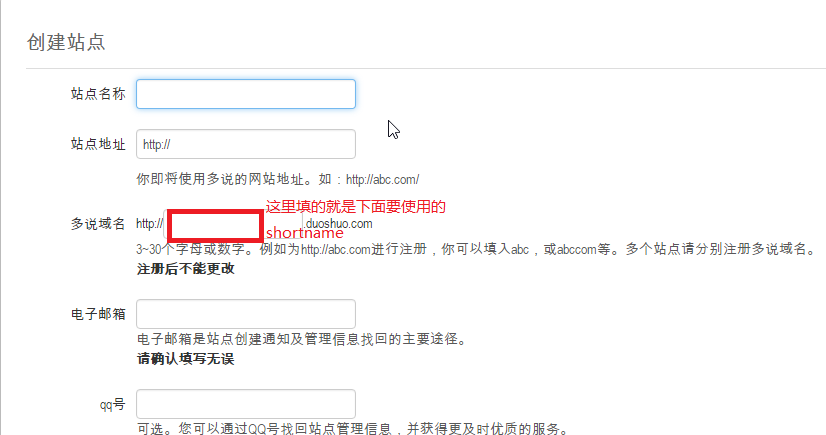 创建站点
站点名称
站点地址 http://
你即将使用多说的网站地址。如：http://abc.com/
这里填的就是下面要使用的
多说域名 http:// .duoshuo.com
shortname
3~30个字母或数字。例如为http://abc.com进行注册，你可以填入abc，或abccom等。多个站点请分别注册多说域名。
注册后不能更改
电子邮箱
电子邮箱是站点创建通知及管理信息找回的主要途径。
请确认填写无误
qq号
可选。您可以通过QQ号找回站点管理信息，并获得更及时优质的服务。